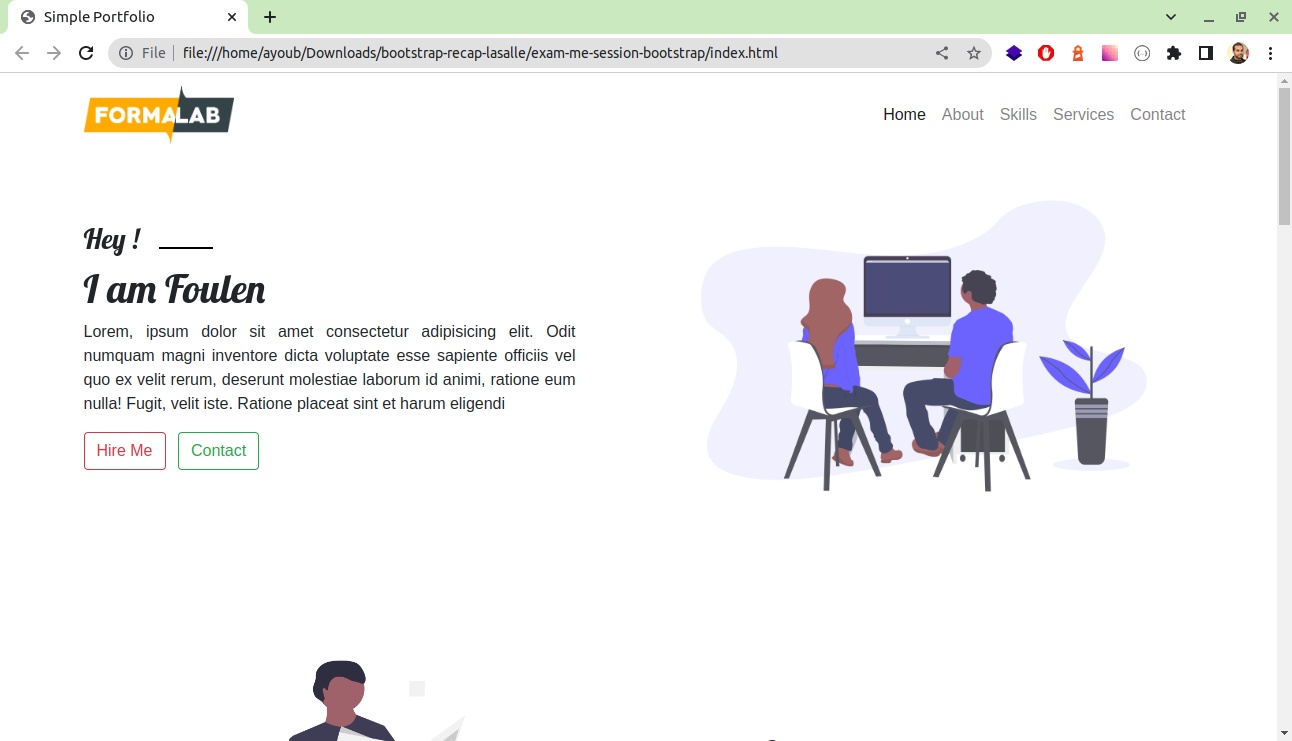 Simple Portfolio
File
file:///home/ayoub/Downloads/bootstrap-recap-lasalle/exam-me-session-bootstrap/index.html
FORMALAB
Home About Skills Services Contact
Hey !
I am Foulen
Lorem, ipsum dolor sit amet consectetur adipisicing elit. Odit
numquam magni inventore dicta voluptate esse sapiente officiis vel
quo ex velit rerum, deserunt molestiae laborum id animi, ratione eum
nulla! Fugit, velit iste. Ratione placeat sint et harum eligendi
Hire Me Contact